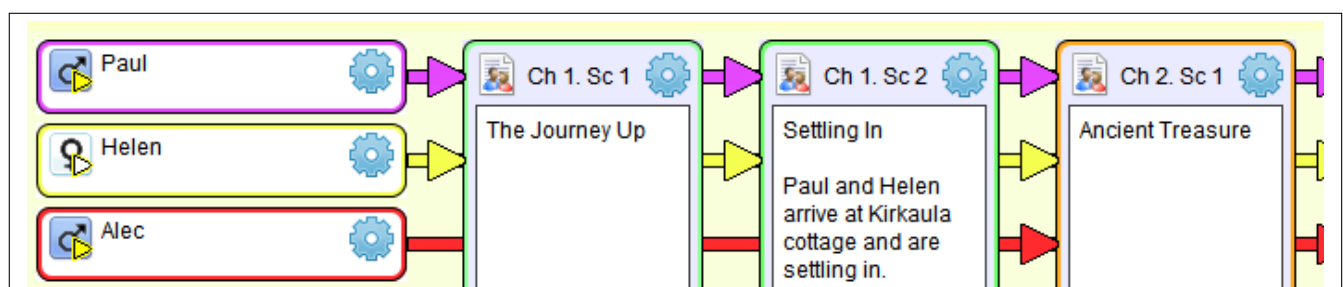 Paul
Ch 1. Sc 1
Ch 1. Sc 2
Ch 2. Sc 1
Helen
The Journey Up
Settling In
Ancient Treasure
Paul and Helen
arrive at Kirkaula
cottage and are
settling in.
Alec